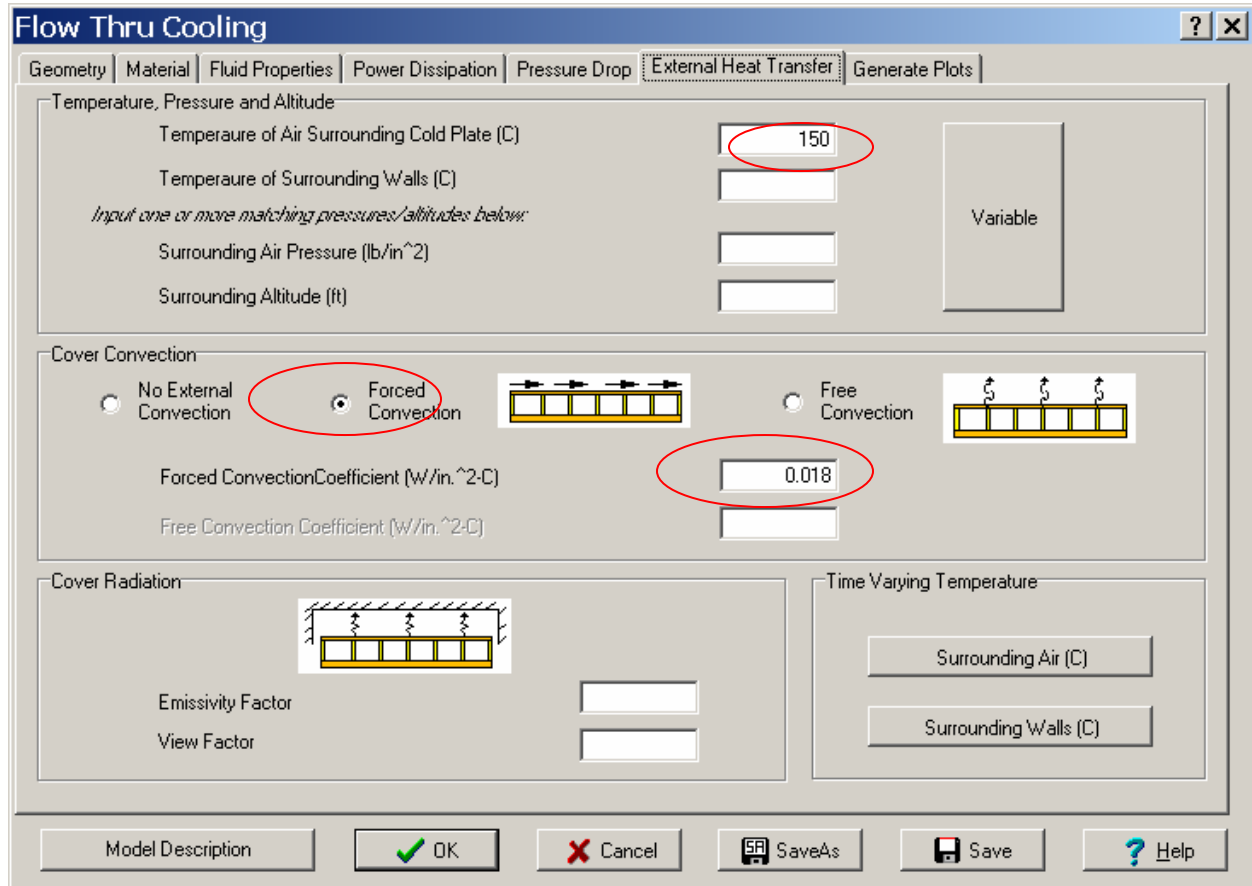 Flow Thru Cooling
? X
Geometry Material Fluid Properties Power Dissipation Pressure Drop External Heat Transfer Generate Plots
Temperature, Pressure and Altitude
Temperaure of Air Surrounding Cold Plate (C) 150
Temperaure of Surrounding Walls (C)
Input one or more matching pressures/altitudes below:
Variable
Surrounding Air Pressure (lb/in^2)
Surrounding Altitude (ft)
Cover Convection
No External
Convection
Forced
Convection
Free
Convection
Forced ConvectionCoefficient (W/in.^2-C) 0.018
Free Convection Coefficient (W/in.^2-C)
Cover Radiation
Emissivity Factor
View Factor
Time Varying Temperature
Surrounding Air (C)
Surrounding Walls (C)
Model Description OK Cancel SA SaveAs Save ? Help